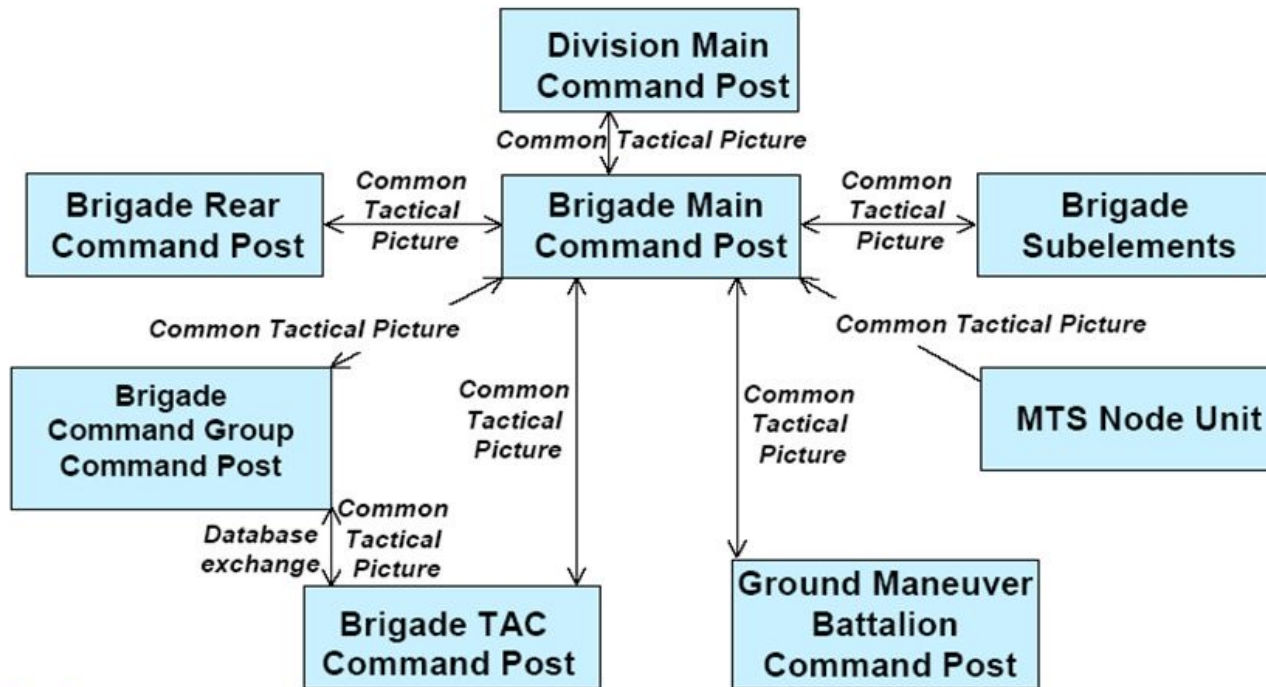 Division Main
Command Post
Common Tactical Picture
Brigade Rear
Command Post
Common
Tactical
Picture
Brigade Main
Command Post
Common
Tactical
Picture
Brigade
Subelements
Common Tactical Picture
Common Tactical Picture
Brigade
Command Group
Command Post
Common
Tactical
Picture
Common
Tactical
Picture
MTS Node Unit
Database
exchange
Common
Tactical
Picture
Brigade TAC
Command Post
Ground Maneuver
Battalion
Command Post